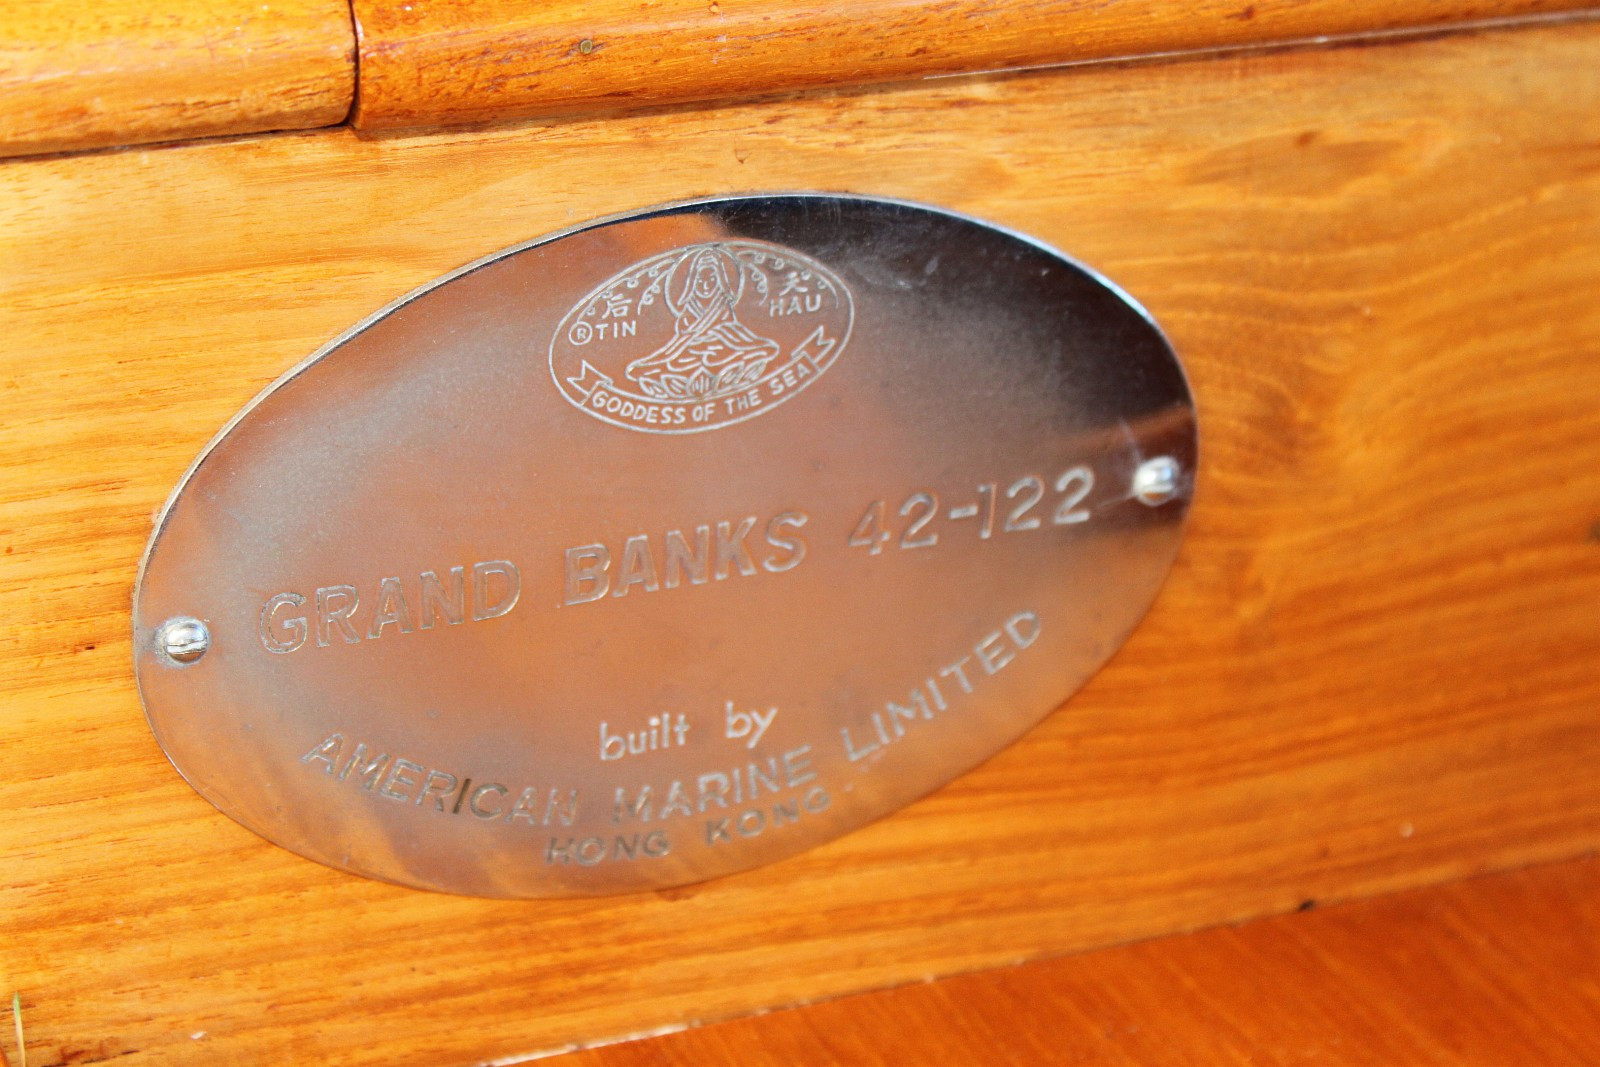 后 天
® TIN HAU
GODDESS OF THE SEA
GRAND BANKS 42-122
built by
AMERICAN MARINE LIMITED
HONG KONG